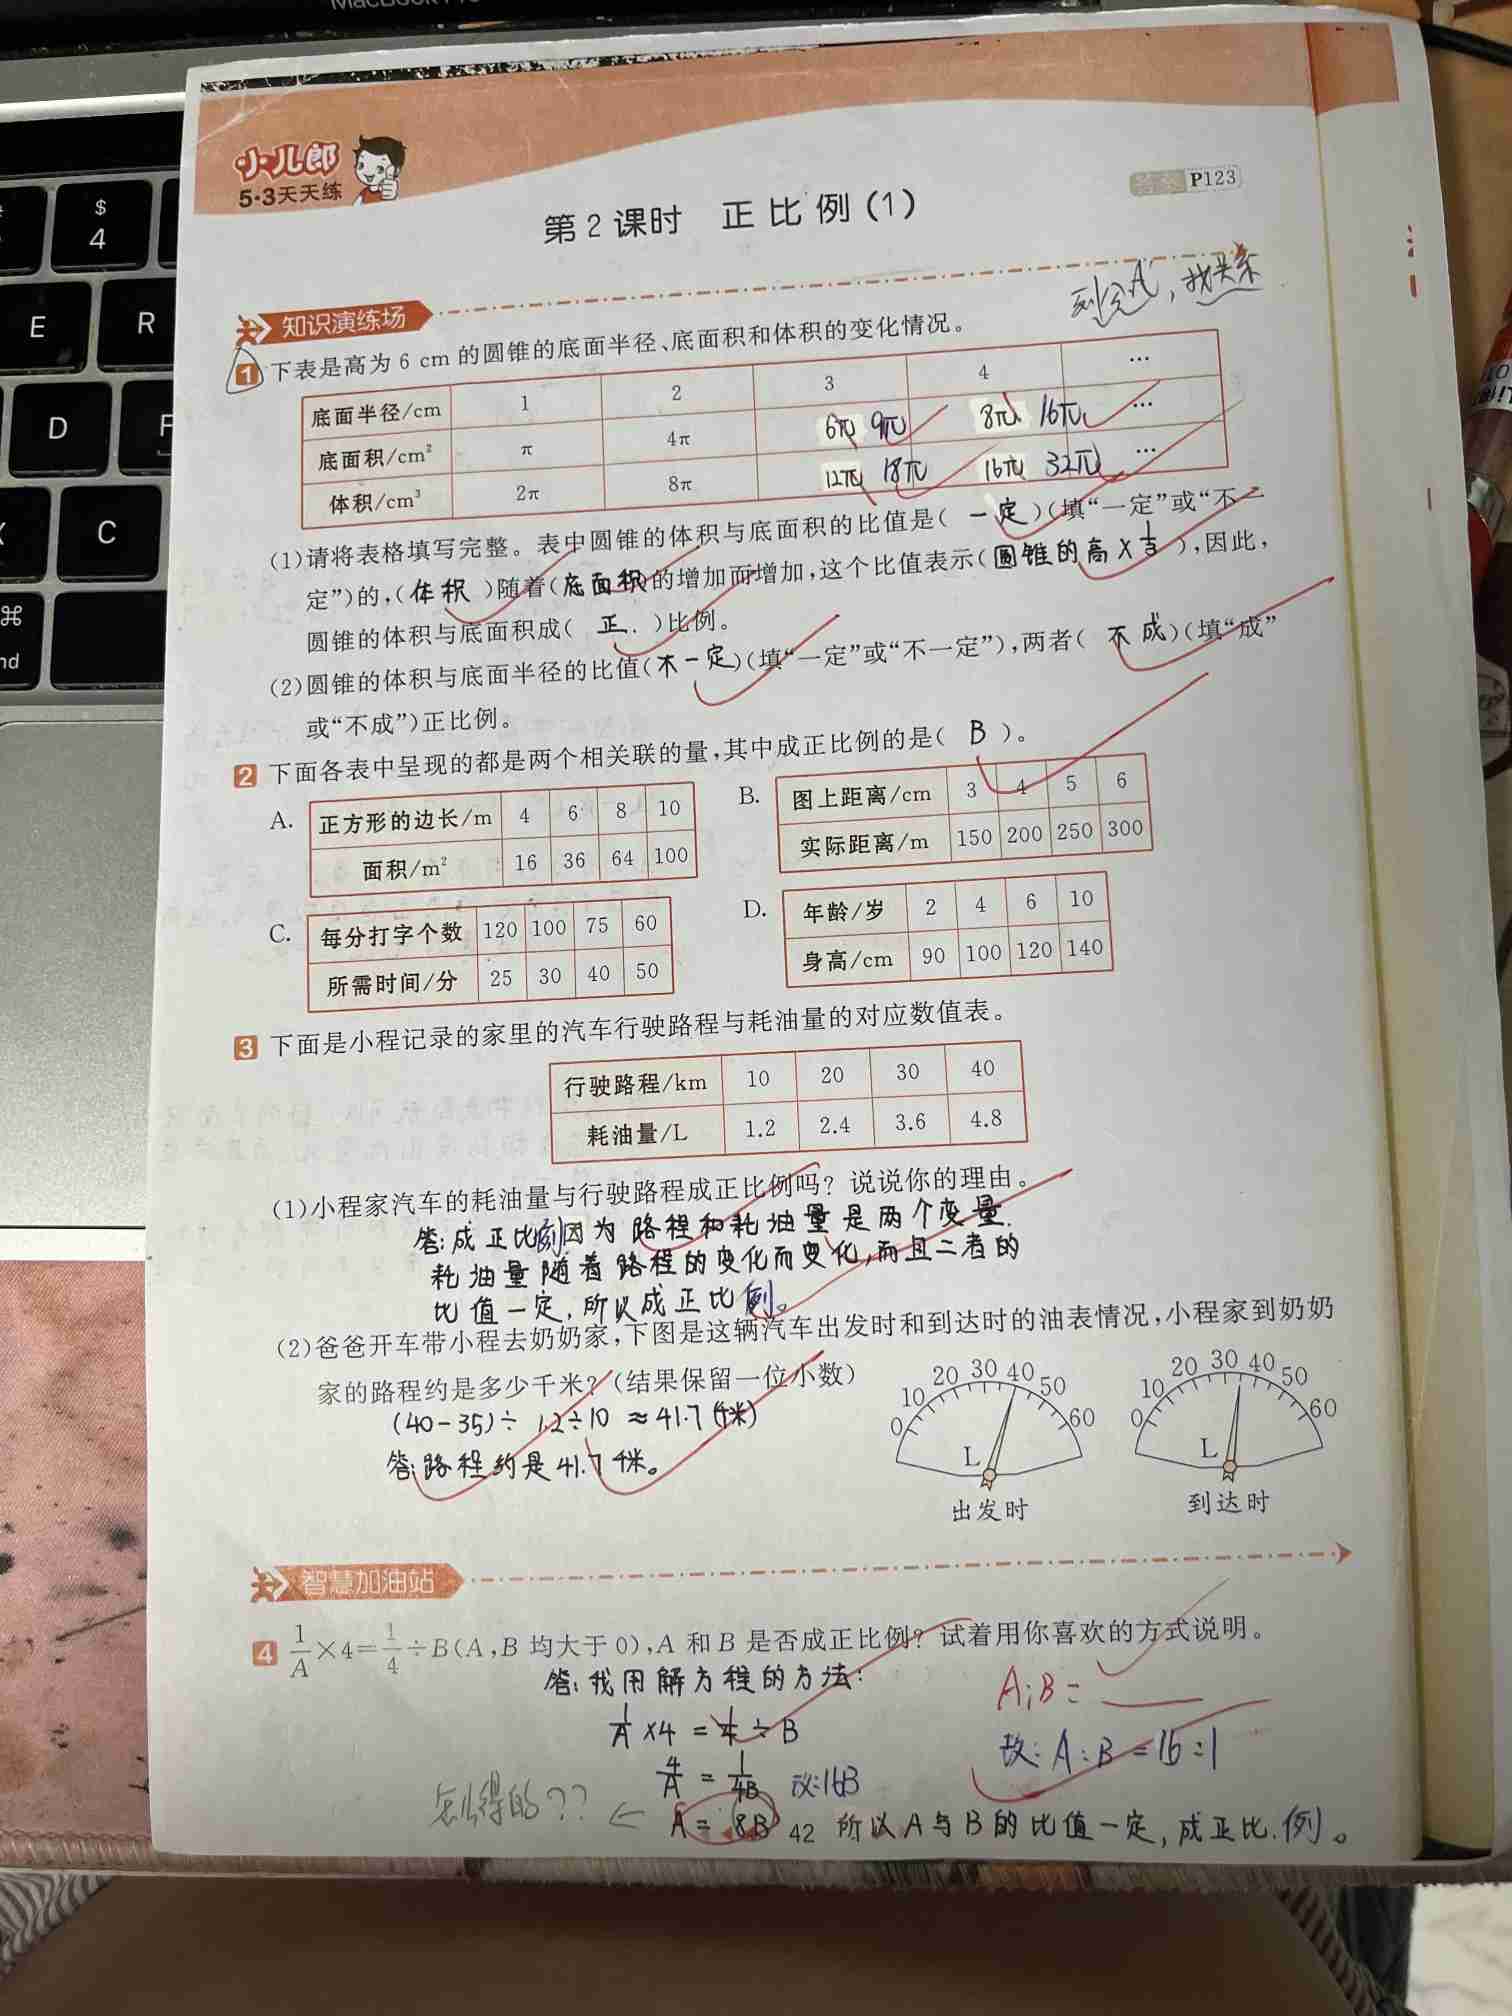 $
4
E
R
D
F
C
⌘
小儿郎
5·3天天练
P123
第2课时 正比例(1)
，找关系
知识演练场
1 下表是高为 6 cm 的圆锥的底面半径、底面积和体积的变化情况。
底面半径/cm 1 2 3 4 …
底面积/cm² π 4π 6π 9π 8π 16π …
体积/cm³ 2π 8π 12π 18π 16π 32π …
(1)请将表格填写完整。表中圆锥的体积与底面积的比值是( 一定 )(填“一定”或“不一
定”)的,( 体积 )随着(底面积)的增加而增加,这个比值表示(圆锥的高×1/3),因此,
圆锥的体积与底面积成( 正. )比例。
(2)圆锥的体积与底面半径的比值(不一定)(填“一定”或“不一定”),两者( 不成)(填“成”
或“不成”)正比例。
2 下面各表中呈现的都是两个相关联的量,其中成正比例的是( B )。
A. 正方形的边长/m 4 6 8 10
面积/m² 16 36 64 100
B. 图上距离/cm 3 4 5 6
实际距离/m 150 200 250 300
C. 每分打字个数 120 100 75 60
所需时间/分 25 30 40 50
D. 年龄/岁 2 4 6 10
身高/cm 90 100 120 140
3 下面是小程记录的家里的汽车行驶路程与耗油量的对应数值表。
行驶路程/km 10 20 30 40
耗油量/L 1.2 2.4 3.6 4.8
(1)小程家汽车的耗油量与行驶路程成正比例吗? 说说你的理由。
答:成正比例因为路程和耗油量是两个变量.
耗油量随着路程的变化而变化,而且二者的
比值一定,所以成正比例。
(2)爸爸开车带小程去奶奶家,下图是这辆汽车出发时和到达时的油表情况,小程家到奶奶
家的路程约是多少千米? (结果保留一位小数)
(40-35)÷ 1.2÷10 ≈41.7(千米)
答:路程约是41.7千米。
0 10 20 30 40 50 60
L
出发时
0 10 20 30 40 50 60
L
到达时
智慧加油站
4 1/A×4=1/4÷B(A,B 均大于 0),A 和 B 是否成正比例? 试着用你喜欢的方式说明。
答:我用解方程的方法:
1/A ×4 = 1/4 ÷ B
4/A = 1/4B 改:16B
A = 8B 所以A与B的比值一定,成正比.例。
怎么得的?? ←
A:B =
故: A:B =16:1
42